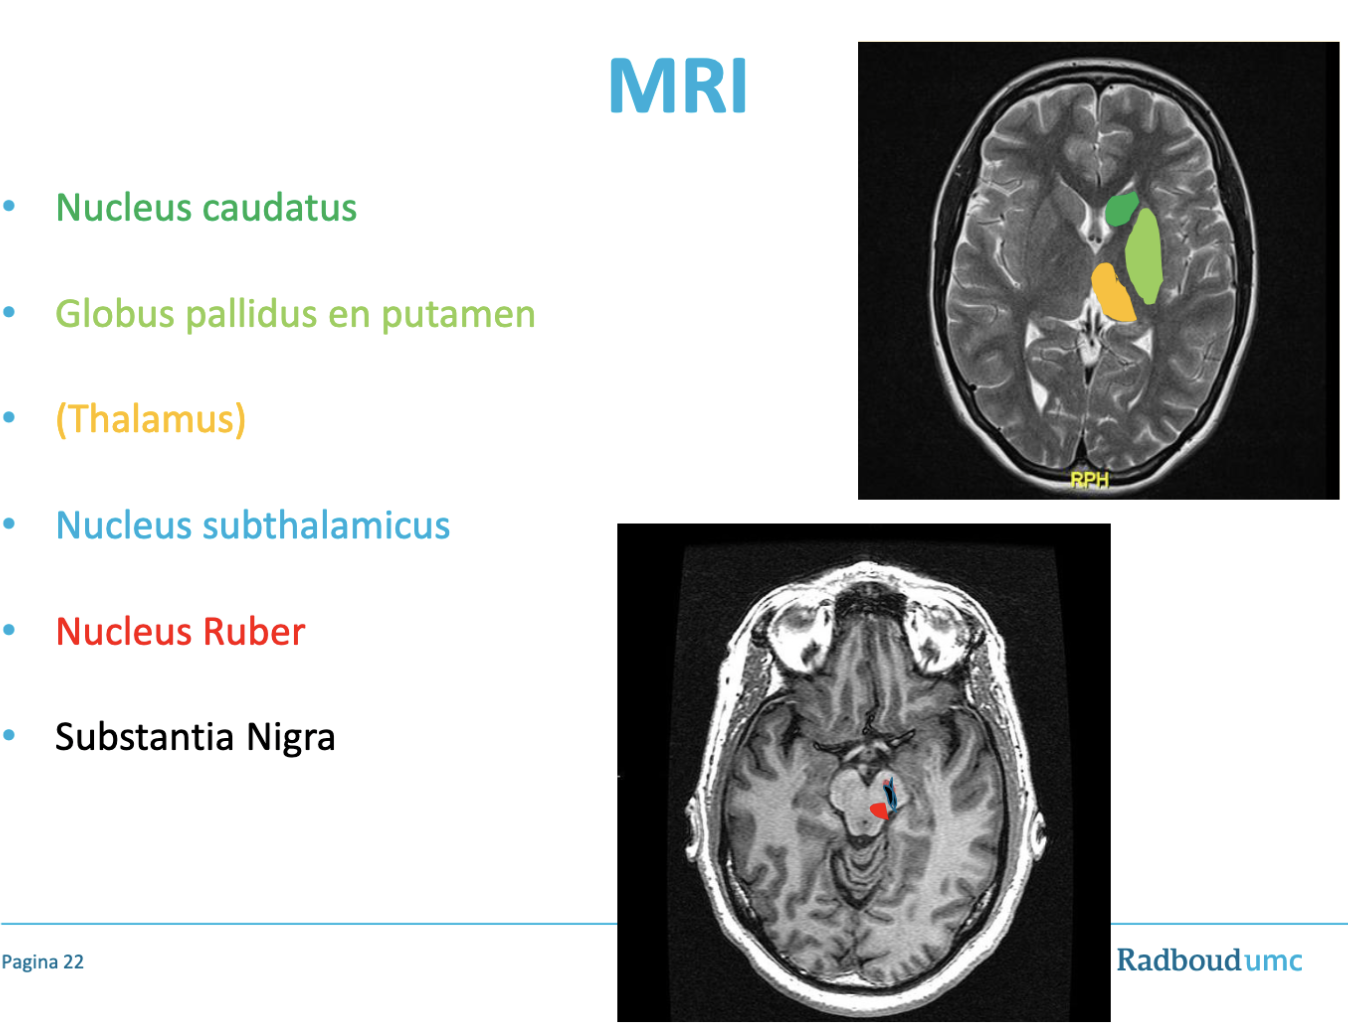 MRI
• Nucleus caudatus
• Globus pallidus en putamen
• (Thalamus)
• Nucleus subthalamicus
• Nucleus Ruber
• Substantia Nigra
RPH
Pagina 22
Radboudumc